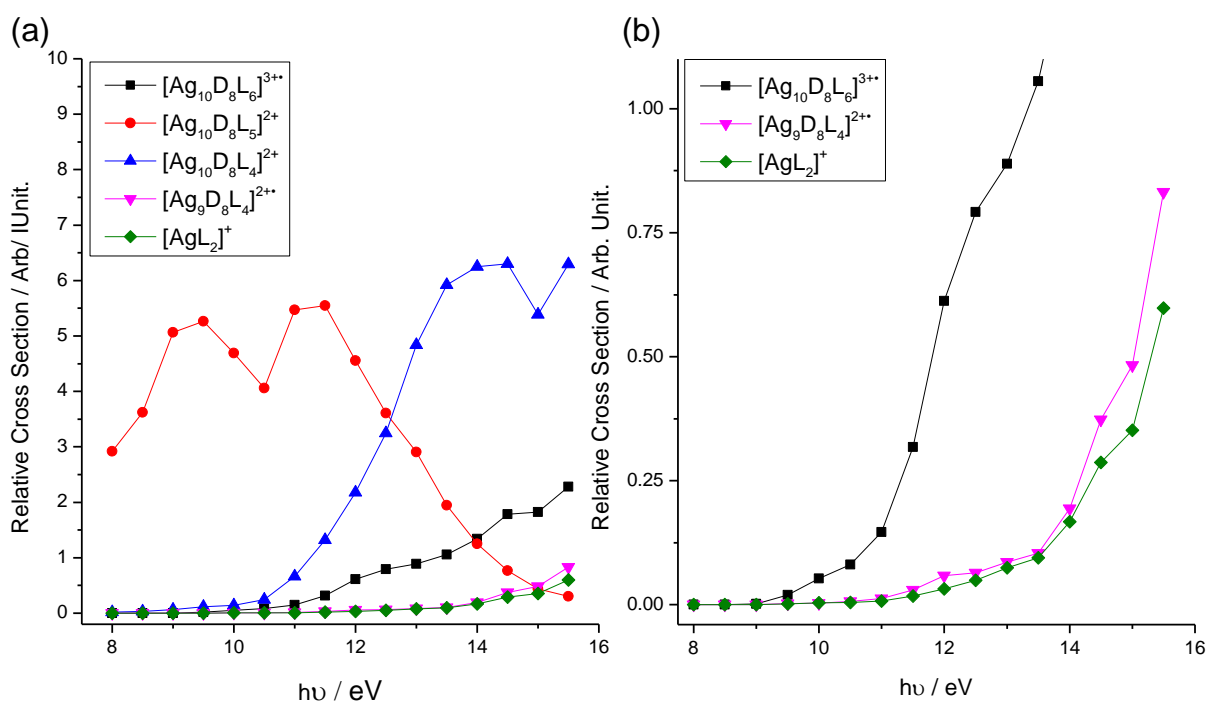 (a)
10
9
8
7
6
5
4
3
2
1
0
Relative Cross Section / Arb/ IUnit.
[Ag₁₀D₈L₆]³⁺•
[Ag₁₀D₈L₅]²⁺
[Ag₁₀D₈L₄]²⁺
[Ag₉D₈L₄]²⁺•
[AgL₂]⁺
8 10 12 14 16
hυ / eV
(b)
1.00
0.75
0.50
0.25
0.00
Relative Cross Section / Arb. Unit.
[Ag₁₀D₈L₆]³⁺•
[Ag₉D₈L₄]²⁺•
[AgL₂]⁺
8 10 12 14 16
hυ / eV